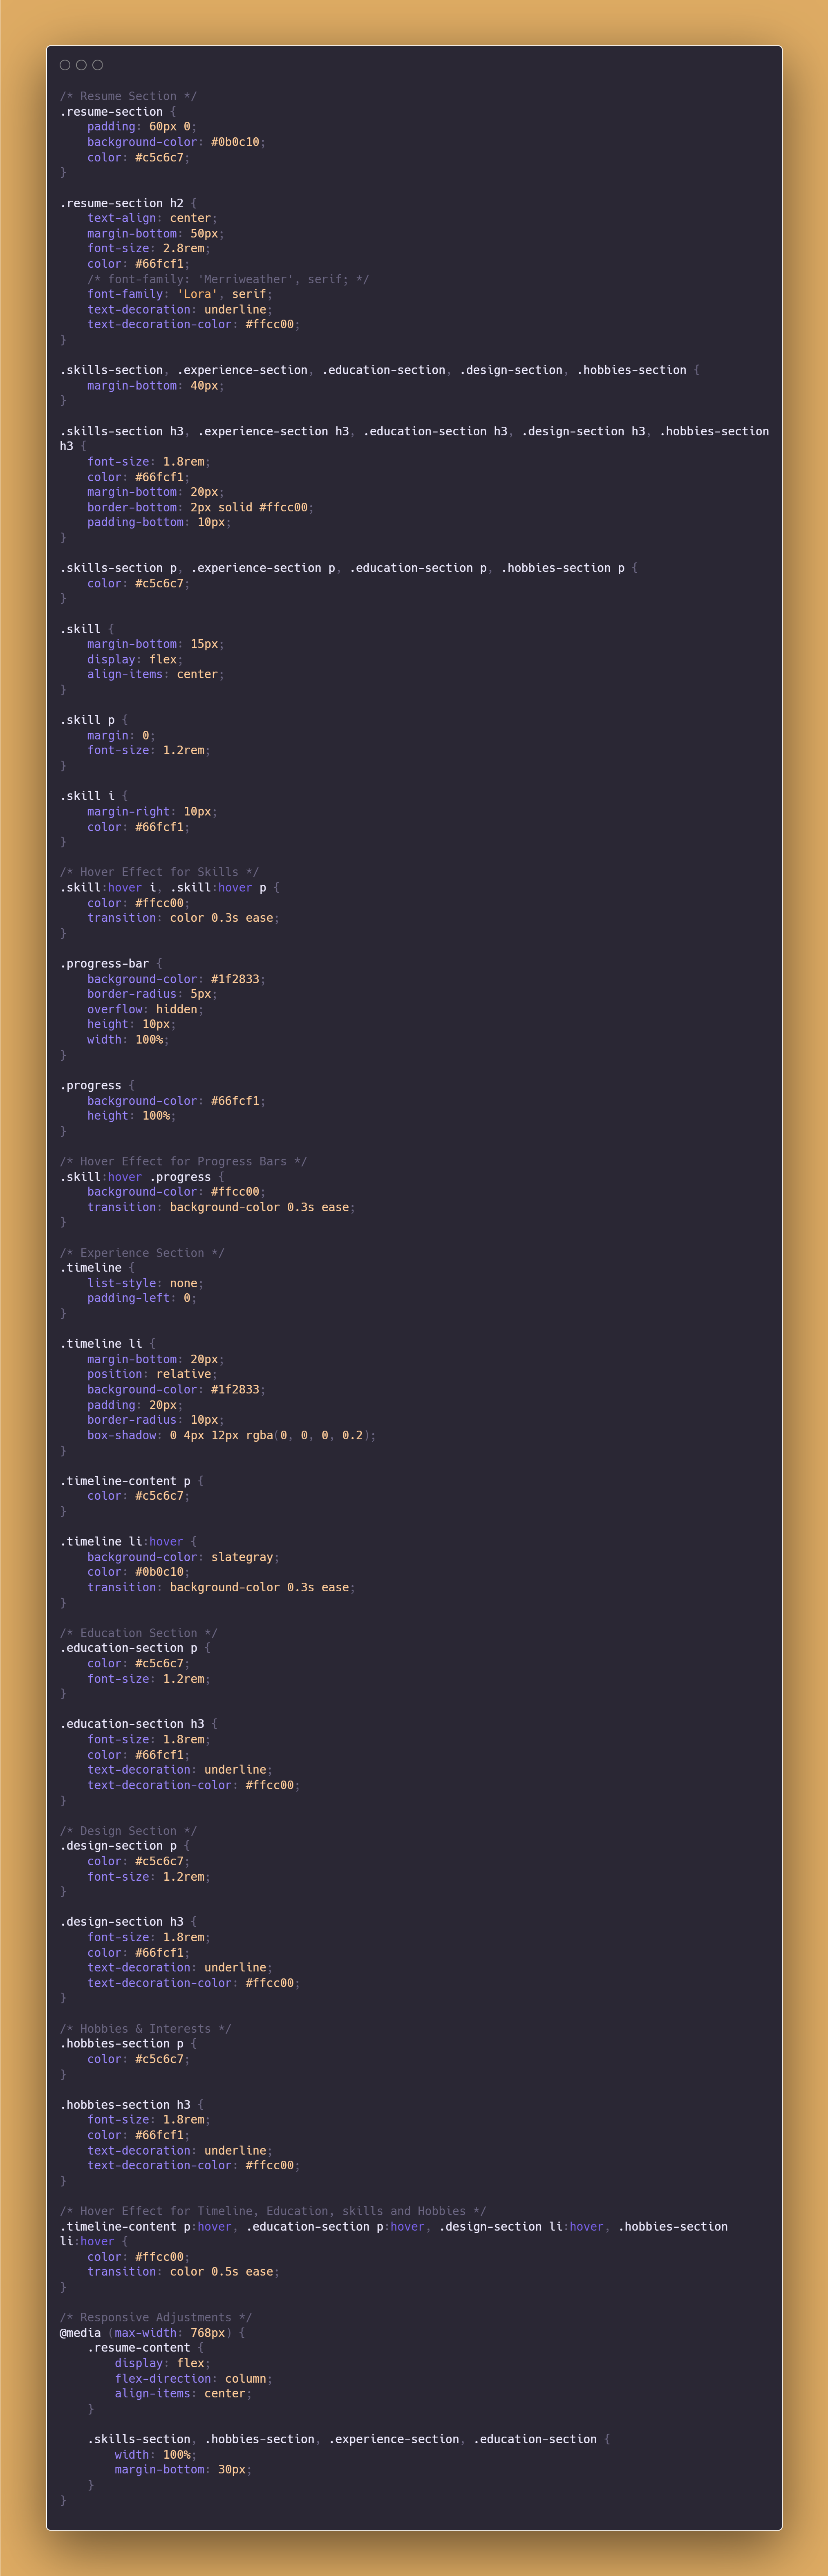 /* Resume Section */
.resume-section {
    padding: 60px 0;
    background-color: #0b0c10;
    color: #c5c6c7;
}

.resume-section h2 {
    text-align: center;
    margin-bottom: 50px;
    font-size: 2.8rem;
    color: #66fcf1;
    /* font-family: 'Merriweather', serif; */
    font-family: 'Lora', serif;
    text-decoration: underline;
    text-decoration-color: #ffcc00;
}

.skills-section, .experience-section, .education-section, .design-section, .hobbies-section {
    margin-bottom: 40px;
}

.skills-section h3, .experience-section h3, .education-section h3, .design-section h3, .hobbies-section
h3 {
    font-size: 1.8rem;
    color: #66fcf1;
    margin-bottom: 20px;
    border-bottom: 2px solid #ffcc00;
    padding-bottom: 10px;
}

.skills-section p, .experience-section p, .education-section p, .hobbies-section p {
    color: #c5c6c7;
}

.skill {
    margin-bottom: 15px;
    display: flex;
    align-items: center;
}

.skill p {
    margin: 0;
    font-size: 1.2rem;
}

.skill i {
    margin-right: 10px;
    color: #66fcf1;
}

/* Hover Effect for Skills */
.skill:hover i, .skill:hover p {
    color: #ffcc00;
    transition: color 0.3s ease;
}

.progress-bar {
    background-color: #1f2833;
    border-radius: 5px;
    overflow: hidden;
    height: 10px;
    width: 100%;
}

.progress {
    background-color: #66fcf1;
    height: 100%;
}

/* Hover Effect for Progress Bars */
.skill:hover .progress {
    background-color: #ffcc00;
    transition: background-color 0.3s ease;
}

/* Experience Section */
.timeline {
    list-style: none;
    padding-left: 0;
}

.timeline li {
    margin-bottom: 20px;
    position: relative;
    background-color: #1f2833;
    padding: 20px;
    border-radius: 10px;
    box-shadow: 0 4px 12px rgba(0, 0, 0, 0.2);
}

.timeline-content p {
    color: #c5c6c7;
}

.timeline li:hover {
    background-color: slategray;
    color: #0b0c10;
    transition: background-color 0.3s ease;
}

/* Education Section */
.education-section p {
    color: #c5c6c7;
    font-size: 1.2rem;
}

.education-section h3 {
    font-size: 1.8rem;
    color: #66fcf1;
    text-decoration: underline;
    text-decoration-color: #ffcc00;
}

/* Design Section */
.design-section p {
    color: #c5c6c7;
    font-size: 1.2rem;
}

.design-section h3 {
    font-size: 1.8rem;
    color: #66fcf1;
    text-decoration: underline;
    text-decoration-color: #ffcc00;
}

/* Hobbies & Interests */
.hobbies-section p {
    color: #c5c6c7;
}

.hobbies-section h3 {
    font-size: 1.8rem;
    color: #66fcf1;
    text-decoration: underline;
    text-decoration-color: #ffcc00;
}

/* Hover Effect for Timeline, Education, skills and Hobbies */
.timeline-content p:hover, .education-section p:hover, .design-section li:hover, .hobbies-section
li:hover {
    color: #ffcc00;
    transition: color 0.5s ease;
}

/* Responsive Adjustments */
@media (max-width: 768px) {
    .resume-content {
        display: flex;
        flex-direction: column;
        align-items: center;
    }

    .skills-section, .hobbies-section, .experience-section, .education-section {
        width: 100%;
        margin-bottom: 30px;
    }
}